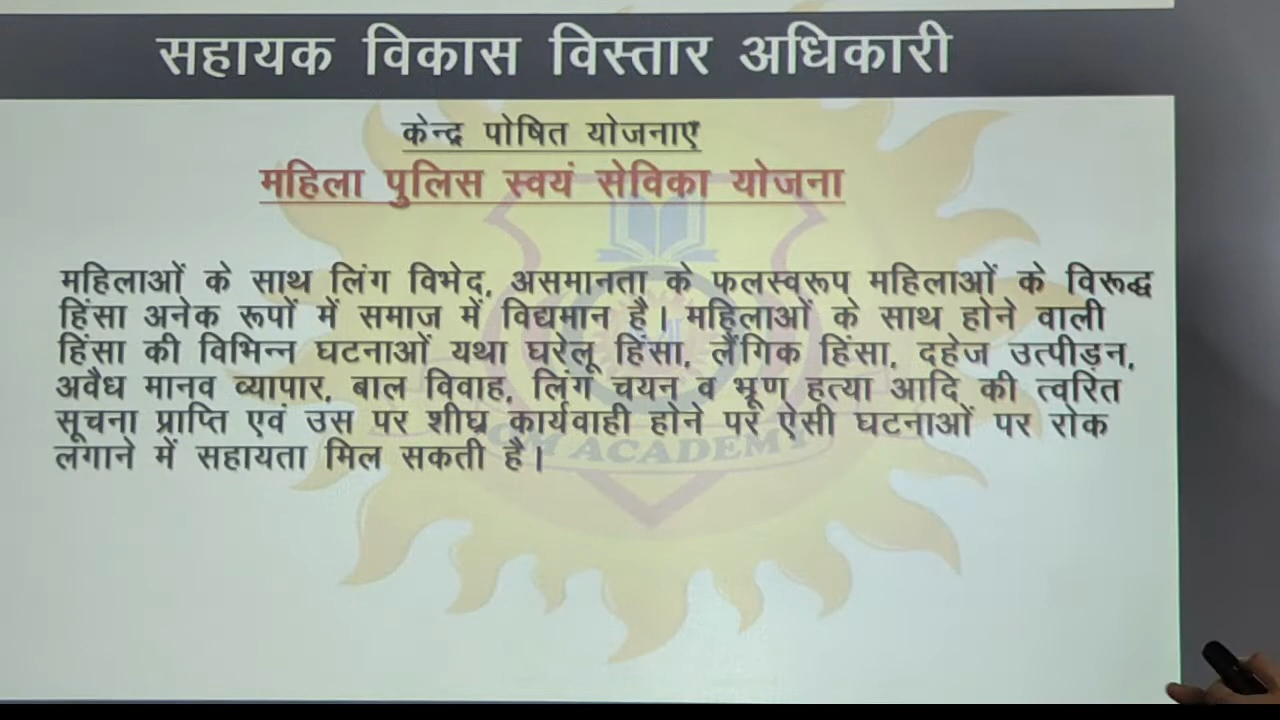 सहायक विकास विस्तार अधिकारी
केन्द्र पोषित योजनाएँ
महिला पुलिस स्वयं सेविका योजना
महिलाओं के साथ लिंग विभेद, असमानता के फलस्वरूप महिलाओं के विरूद्ध
हिंसा अनेक रूपों में समाज में विद्यमान है। महिलाओं के साथ होने वाली
हिंसा की विभिन्न घटनाओं यथा घरेलू हिंसा, लैंगिक हिंसा, दहेज उत्पीड़न,
अवैध मानव व्यापार, बाल विवाह, लिंग चयन व भ्रूण हत्या आदि की त्वरित
सूचना प्राप्ति एवं उस पर शीघ्र कार्यवाही होने पर ऐसी घटनाओं पर रोक
लगाने में सहायता मिल सकती है।
ACADEMY